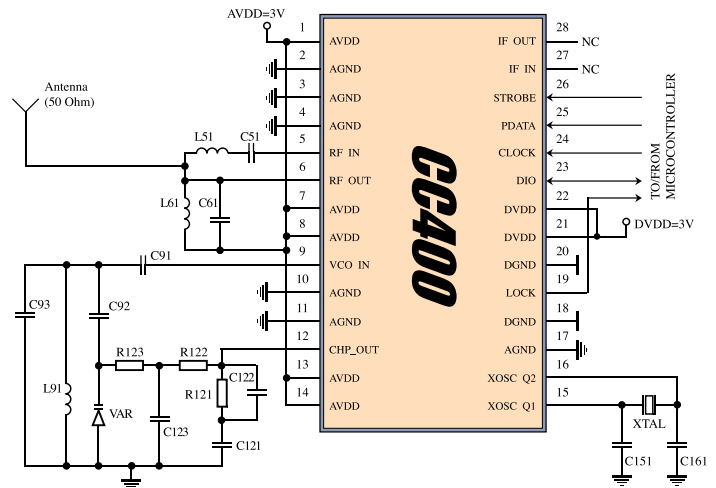 AVDD=3V
Antenna
(50 Ohm)
L51
C51
L61
C61
C91
C93
C92
R123
R122
R121
C122
L91
VAR
C123
C121
1 AVDD
2 AGND
3 AGND
4 AGND
5 RF IN
6 RF OUT
7 AVDD
8 AVDD
9 VCO IN
10 AGND
11 AGND
12 CHP_OUT
13 AVDD
14 AVDD
CC400
IF OUT 28 NC
IF IN 27 NC
STROBE 26
PDATA 25
CLOCK 24
DIO 23
DVDD 22
DVDD 21
DGND 20
LOCK 19
DGND 18
AGND 17
XOSC Q2 16
XOSC Q1 15
TO/FROM
MICROCONTROLLER
DVDD=3V
XTAL
C151
C161